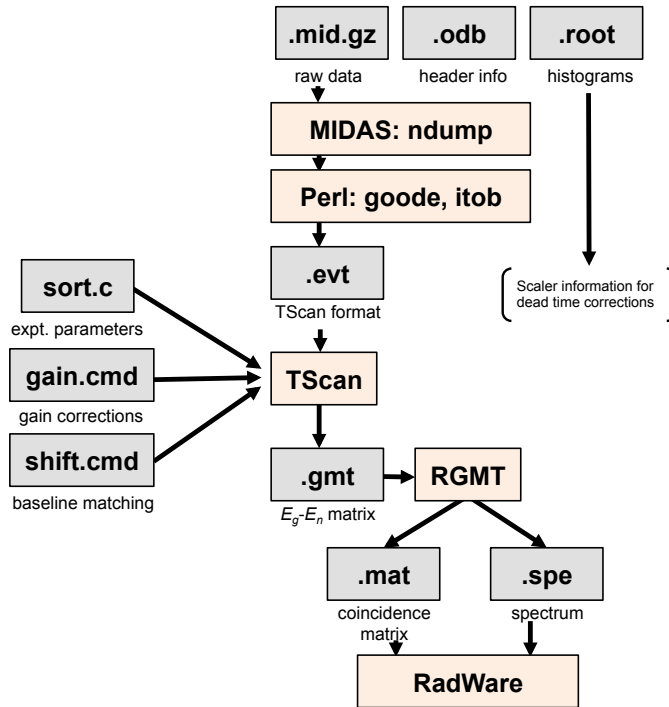 .mid.gz
.odb
.root
raw data
header info
histograms
MIDAS: ndump
Perl: goode, itob
.evt
TScan format
Scaler information for
dead time corrections
sort.c
expt. parameters
gain.cmd
gain corrections
shift.cmd
baseline matching
TScan
.gmt
RGMT
Eg-En matrix
.mat
.spe
coincidence
matrix
spectrum
RadWare